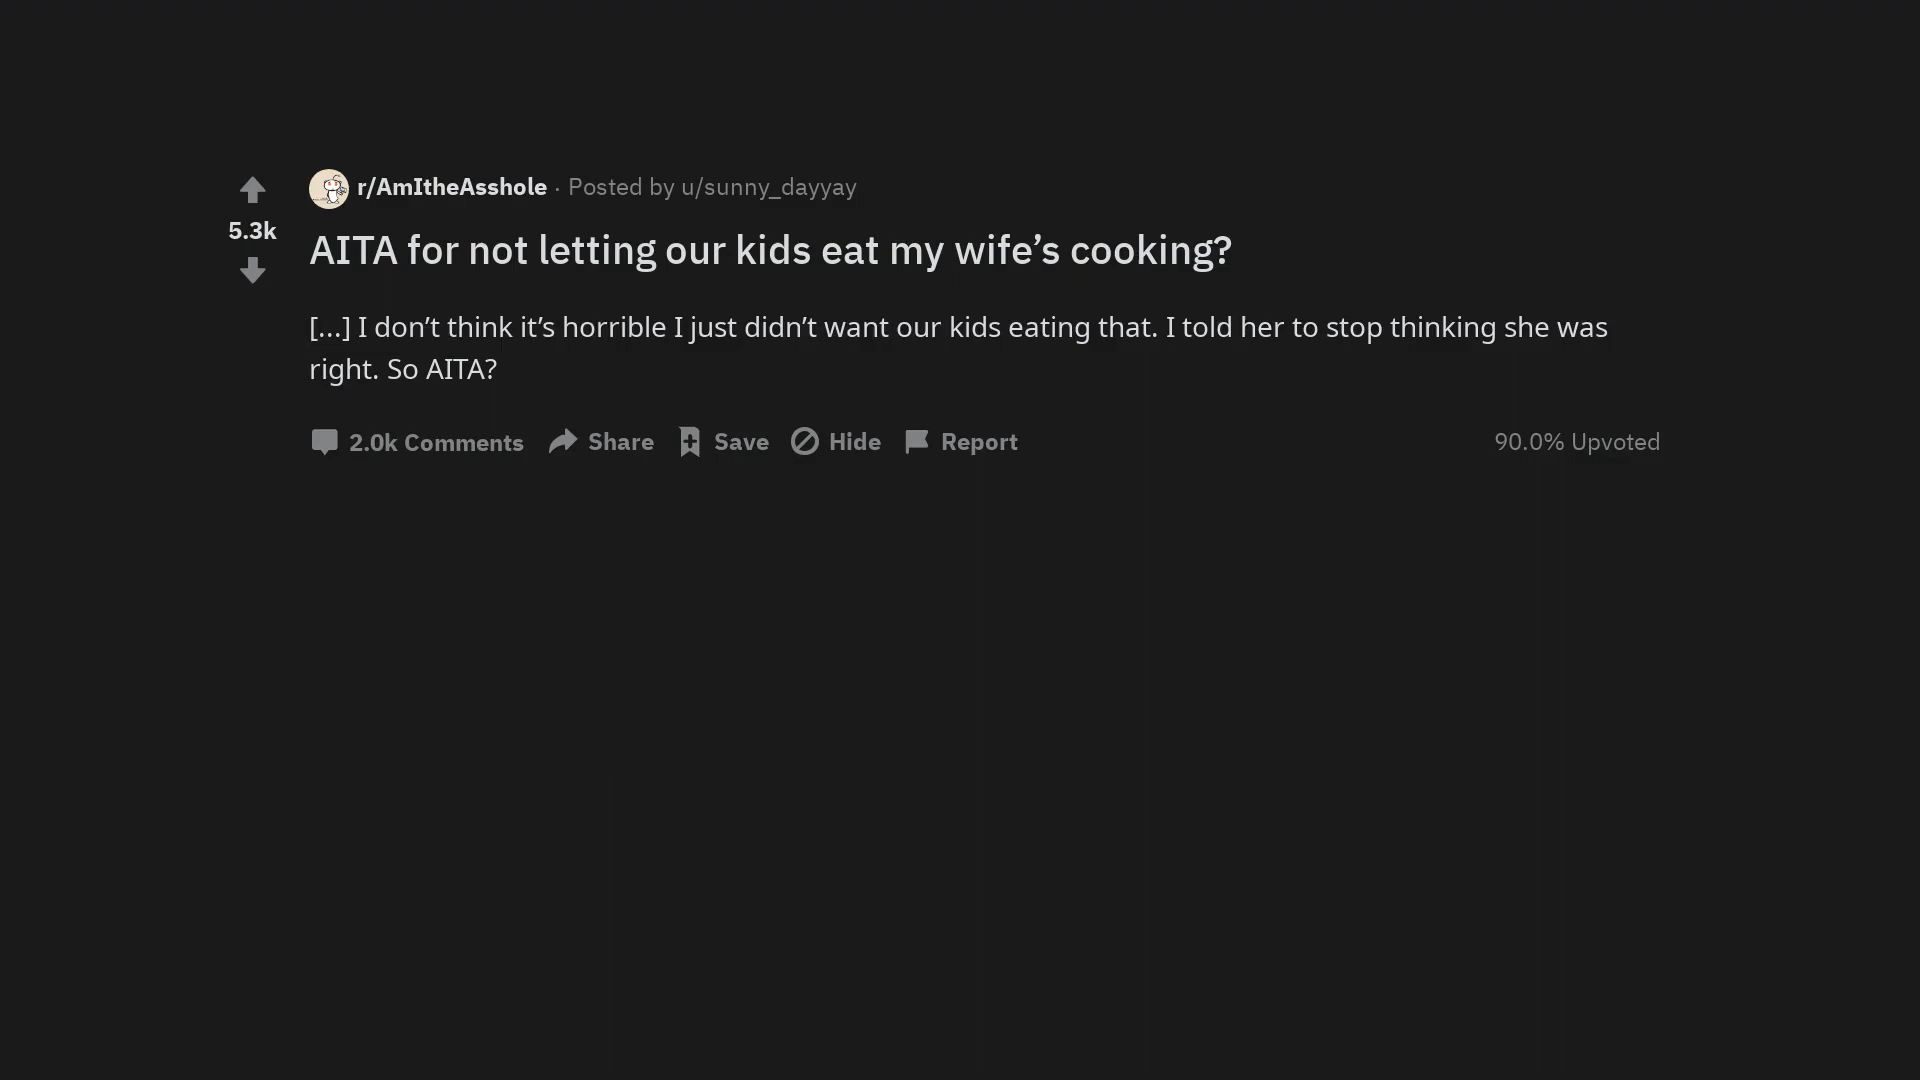 r/AmItheAsshole · Posted by u/sunny_dayyay
5.3k
AITA for not letting our kids eat my wife’s cooking?
[...] I don’t think it’s horrible I just didn’t want our kids eating that. I told her to stop thinking she was
right. So AITA?
2.0k Comments Share Save Hide Report 90.0% Upvoted